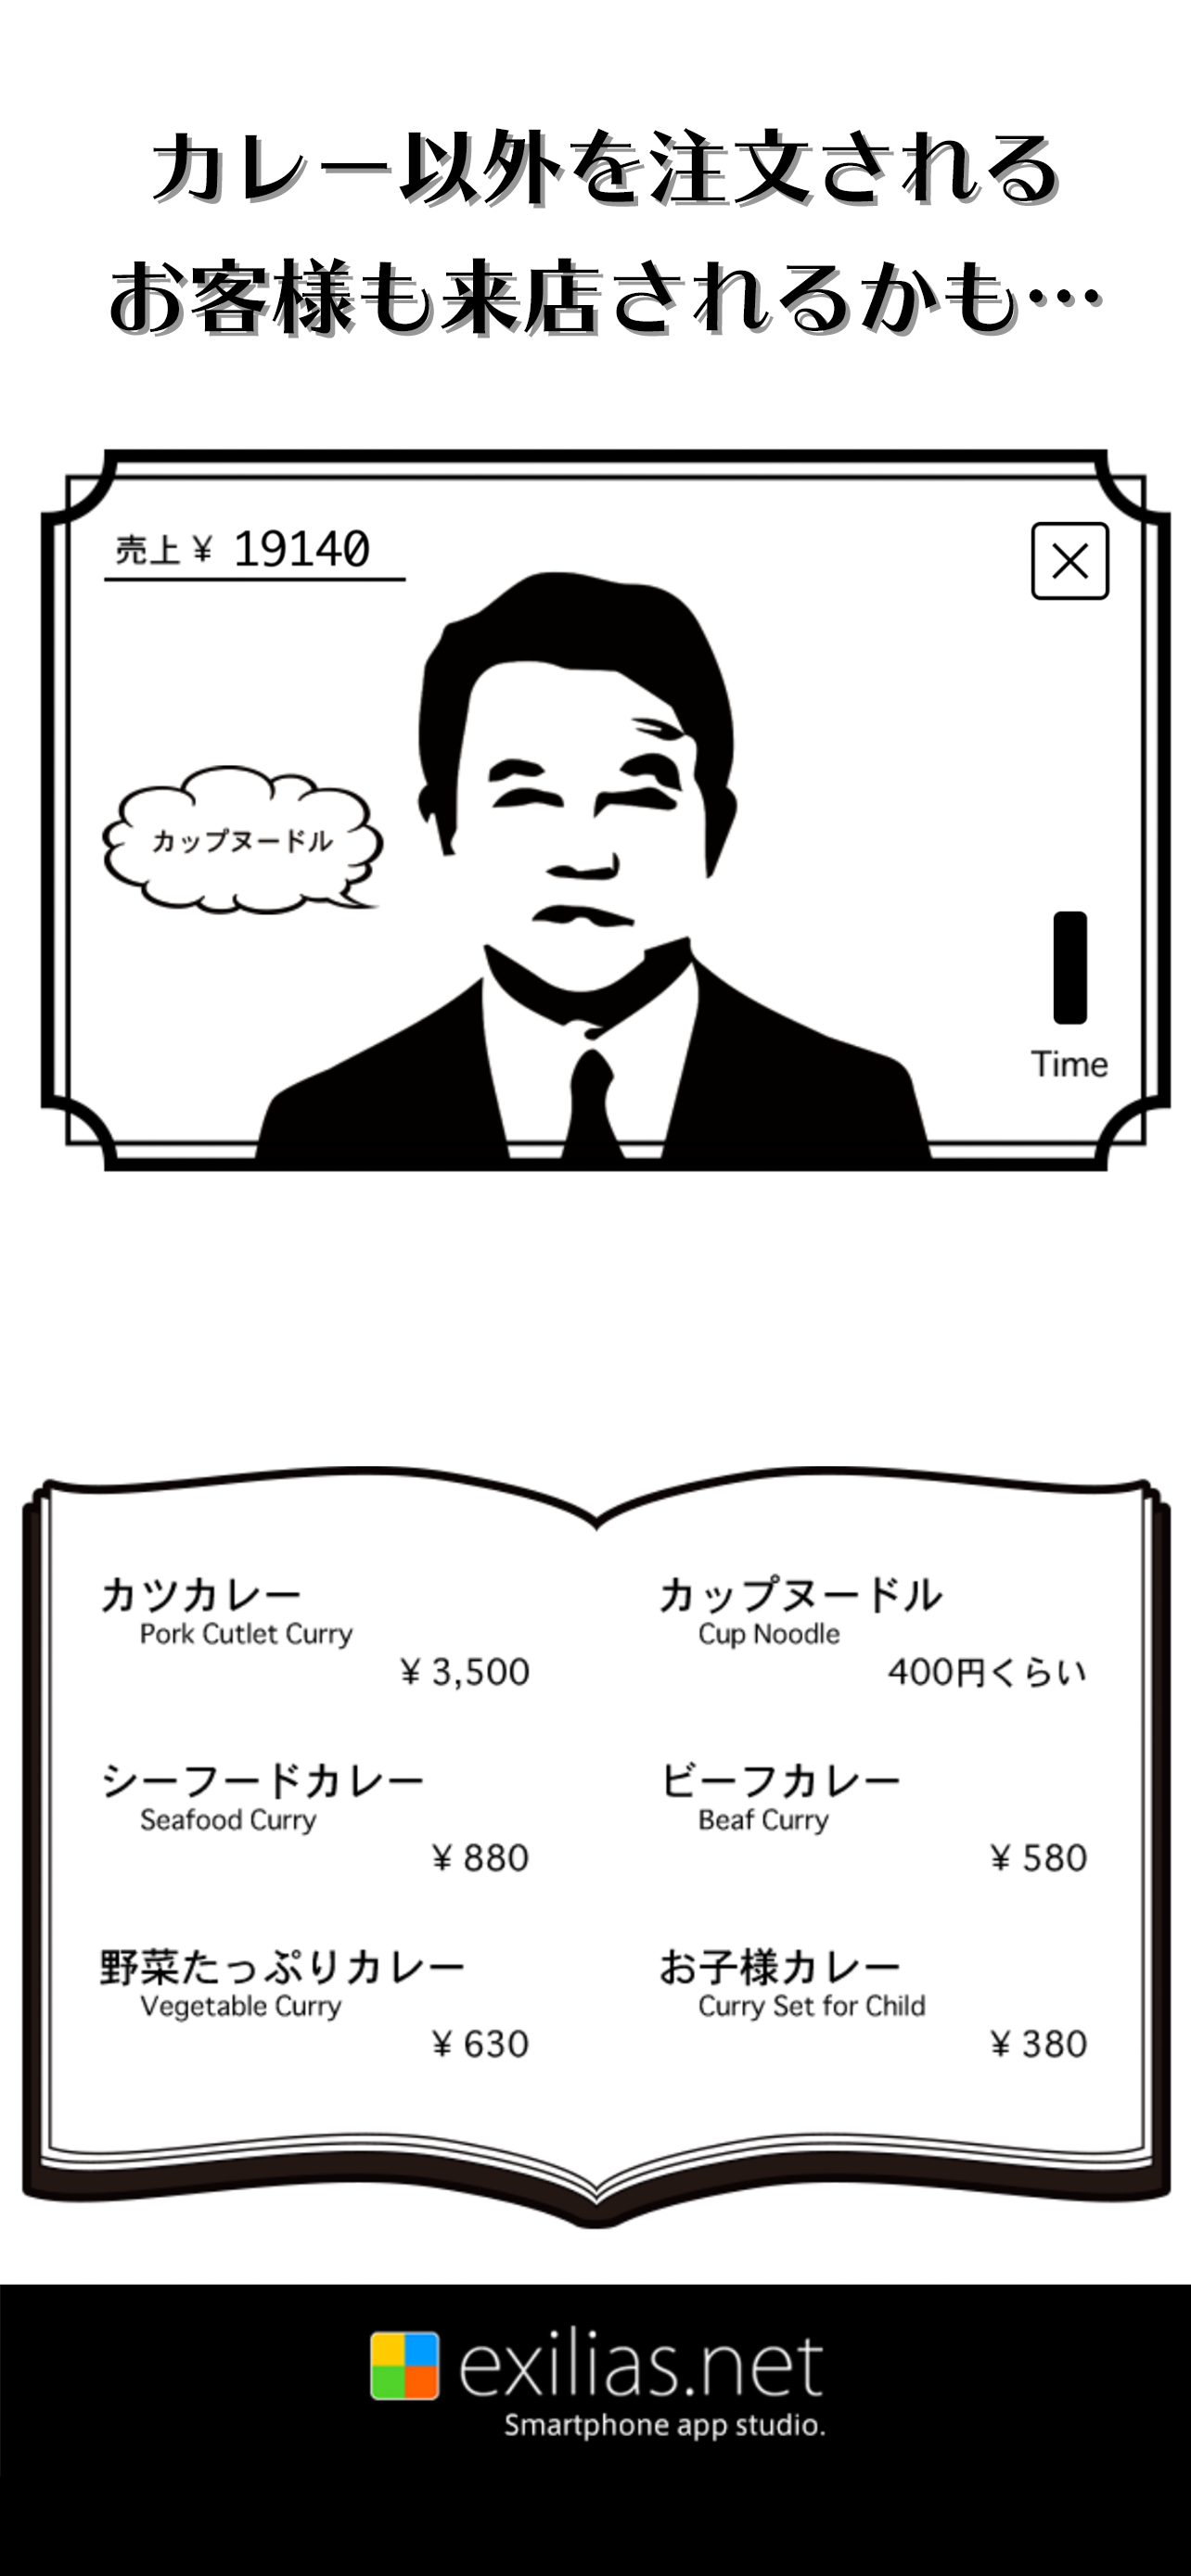 カレー以外を注文される
お客様も来店されるかも…
売上 ¥ 19140
カップヌードル
Time
カツカレー
Pork Cutlet Curry
¥ 3,500
シーフードカレー
Seafood Curry
¥ 880
野菜たっぷりカレー
Vegetable Curry
¥ 630
カップヌードル
Cup Noodle
400円くらい
ビーフカレー
Beaf Curry
¥ 580
お子様カレー
Curry Set for Child
¥ 380
exilias.net
Smartphone app studio.